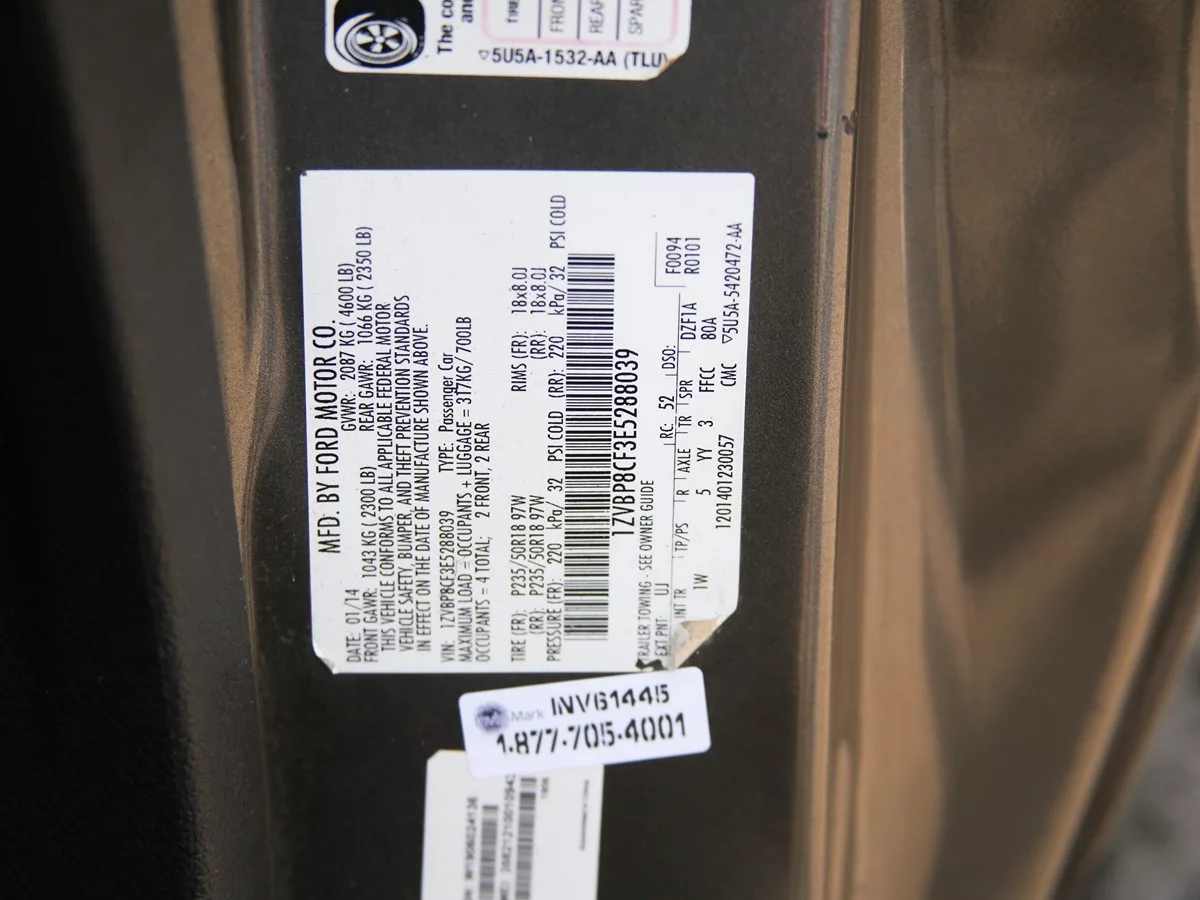 The co
and
TIRE
FRON
REAR
SPAR
▽5U5A-1532-AA (TLU)
MFD. BY FORD MOTOR CO.
DATE: 01/14 GVWR: 2087 KG ( 4600 LB)
FRONT GAWR: 1043 KG ( 2300 LB) REAR GAWR: 1066 KG ( 2350 LB)
THIS VEHICLE CONFORMS TO ALL APPLICABLE FEDERAL MOTOR
VEHICLE SAFETY, BUMPER, AND THEFT PREVENTION STANDARDS
IN EFFECT ON THE DATE OF MANUFACTURE SHOWN ABOVE.
VIN: 1ZVBP8CF3E5288039 TYPE: Passenger Car
MAXIMUM LOAD = OCCUPANTS + LUGGAGE = 317KG/ 700LB
OCCUPANTS = 4 TOTAL; 2 FRONT, 2 REAR
TIRE (FR): P235/50R18 97W RIMS (FR): 18x8.0J
(RR): P235/50R18 97W (RR): 18x8.0J
PRESSURE (FR): 220 kPa/ 32 PSI COLD (RR): 220 kPa/ 32 PSI COLD
1ZVBP8CF3E5288039
TRAILER TOWING - SEE OWNER GUIDE
EXT PNT: UJ RC: 52 DSO: F0094
INT TR TP/PS R AXLE TR SPR DZF1A R0101
1W 5 YY 3 FFCC 80A
1201401230057 CMC ▽5U5A-5420472-AA
Mark INV61445
1-877-705-4001